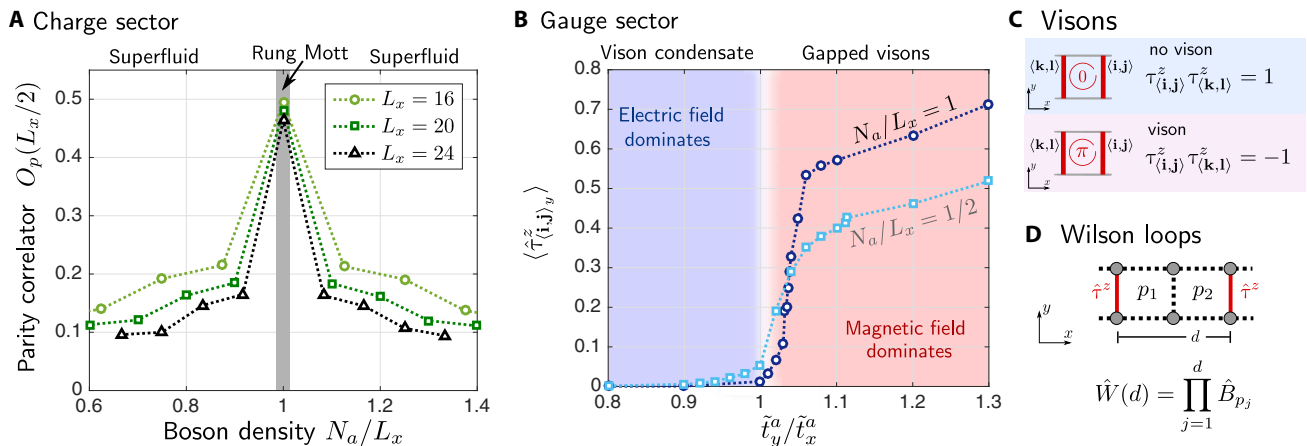 A Charge sector
Superfluid
Rung Mott
Superfluid
L_x = 16
L_x = 20
L_x = 24
0.5
0.4
0.3
0.2
0.1
0
0.6
0.8
1
1.2
1.4
Parity correlator O_p(L_x/2)
Boson density N_a/L_x
B Gauge sector
Vison condensate
Gapped visons
Electric field
dominates
N_a/L_x = 1
N_a/L_x = 1/2
Magnetic field
dominates
0.8
0.7
0.6
0.5
0.4
0.3
0.2
0.1
0
0.8
0.9
1
1.1
1.2
1.3
⟨τ̂^z_{⟨i,j⟩_y}⟩
t̃_y^a/t̃_x^a
C Visons
no vison
⟨k,l⟩ 0 ⟨i,j⟩ τ^z_{⟨i,j⟩} τ^z_{⟨k,l⟩} = 1
y
x
vison
⟨k,l⟩ π ⟨i,j⟩ τ^z_{⟨i,j⟩} τ^z_{⟨k,l⟩} = −1
y
x
D Wilson loops
τ̂^z p_1 p_2 τ̂^z
y
x
d
Ŵ(d) = ∏_{j=1}^{d} B̂_{p_j}